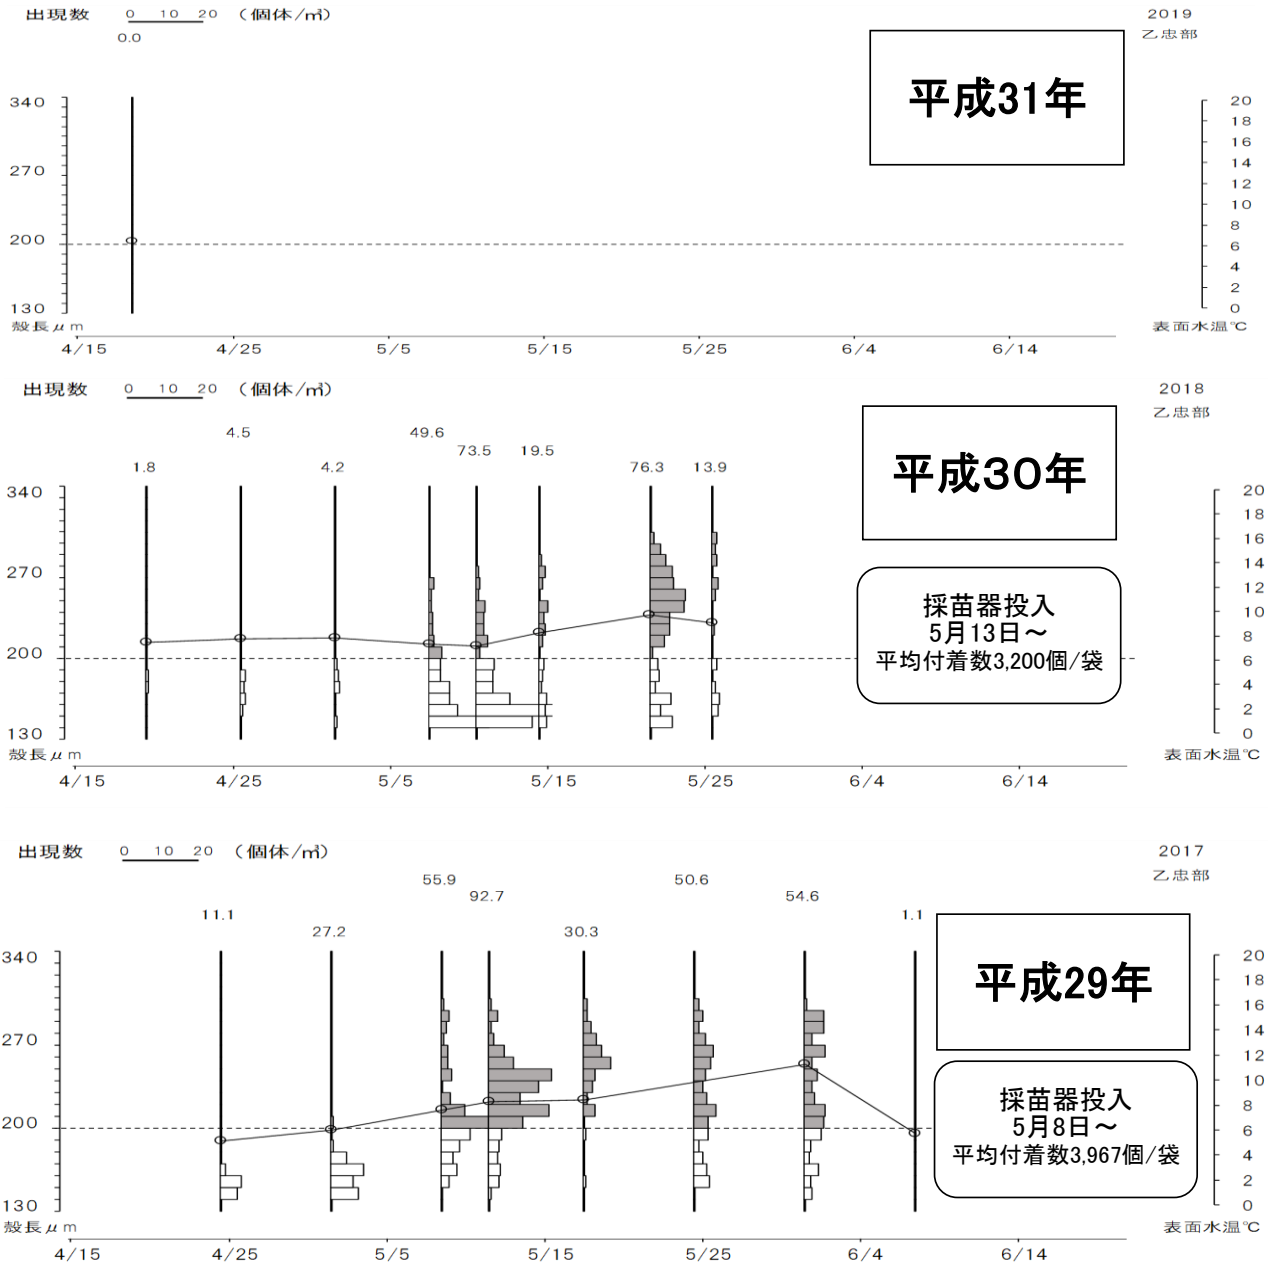 出現数 0 10 20 (個体/㎥) 2019
0.0 乙忠部
平成31年
340 20
18
16
270 14
12
10
200 8
6
4
2
130 0
殻長μm 表面水温℃
4/15 4/25 5/5 5/15 5/25 6/4 6/14
出現数 0 10 20 (個体/㎥) 2018
乙忠部
4.5 49.6
73.5 19.5
1.8 4.2 76.3 13.9
平成30年
340 20
18
16
14
270 12
10
8
200 6
4
2
130 0
採苗器投入
5月13日~
平均付着数3,200個/袋
殻長μm 表面水温℃
4/15 4/25 5/5 5/15 5/25 6/4 6/14
出現数 0 10 20 (個体/㎥) 2017
乙忠部
55.9 50.6
92.7 54.6
11.1 1.1
27.2 30.3
平成29年
340 20
18
16
14
270 12
10
8
200 6
4
2
130 0
採苗器投入
5月8日~
平均付着数3,967個/袋
殻長μm 表面水温℃
4/15 4/25 5/5 5/15 5/25 6/4 6/14